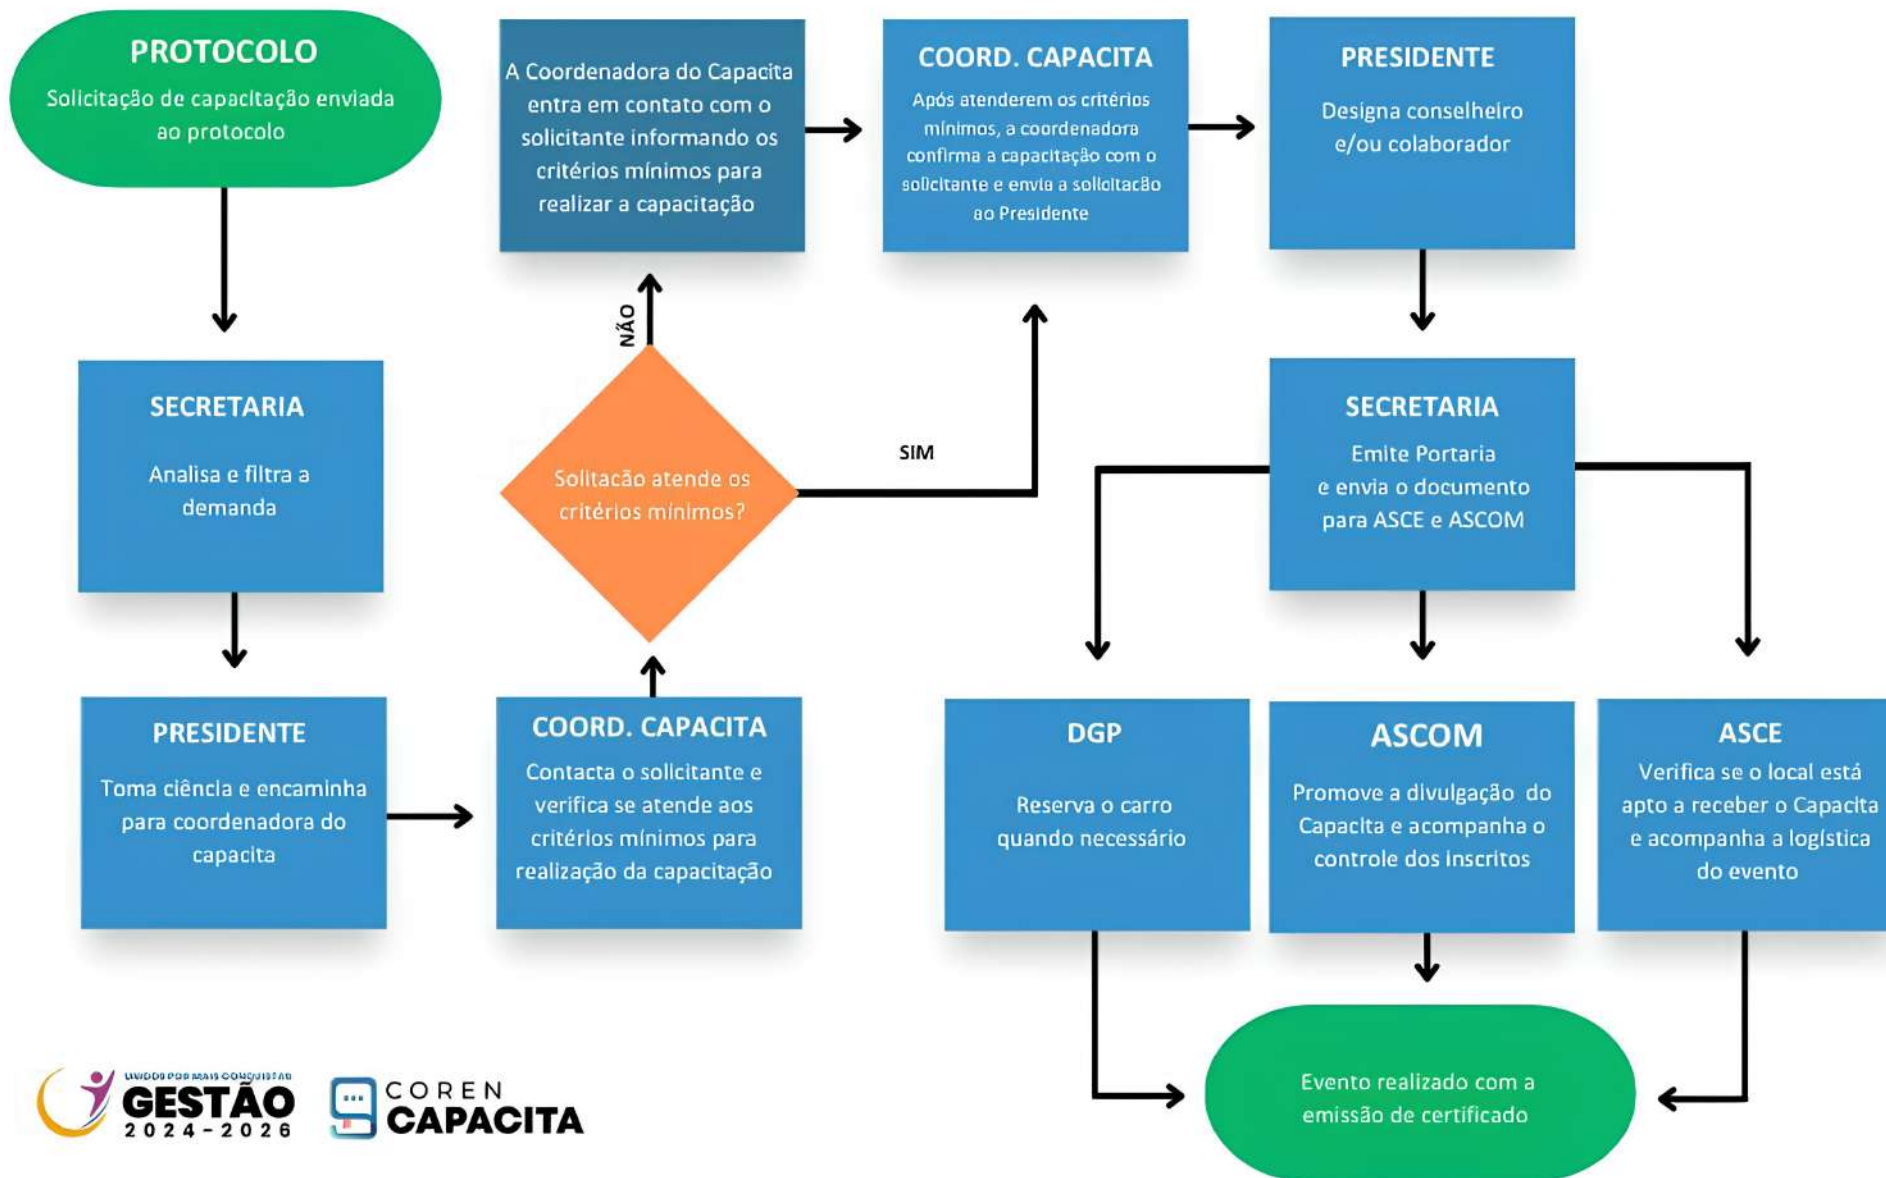 PROTOCOLO
Solicitação de capacitação enviada
ao protocolo
SECRETARIA
Analisa e filtra a
demanda
PRESIDENTE
Toma ciência e encaminha
para coordenadora do
capacita
COORD. CAPACITA
Contacta o solicitante e
verifica se atende aos
critérios mínimos para
realização da capacitação
Solitacão atende os
critérios mínimos?
NÃO
SIM
A Coordenadora do Capacita
entra em contato com o
solicitante informando os
critérios mínimos para
realizar a capacitação
COORD. CAPACITA
Após atenderem os critérios
mínimos, a coordenadora
confirma a capacitação com o
solicitante e envia a solicitacão
ao Presidente
PRESIDENTE
Designa conselheiro
e/ou colaborador
SECRETARIA
Emite Portaria
e envia o documento
para ASCE e ASCOM
DGP
Reserva o carro
quando necessário
ASCOM
Promove a divulgação do
Capacita e acompanha o
controle dos inscritos
ASCE
Verifica se o local está
apto a receber o Capacita
e acompanha a logística
do evento
Evento realizado com a
emissão de certificado
UNIDOS POR MAIS CONQUISTAS
GESTÃO
2024-2026
COREN
CAPACITA